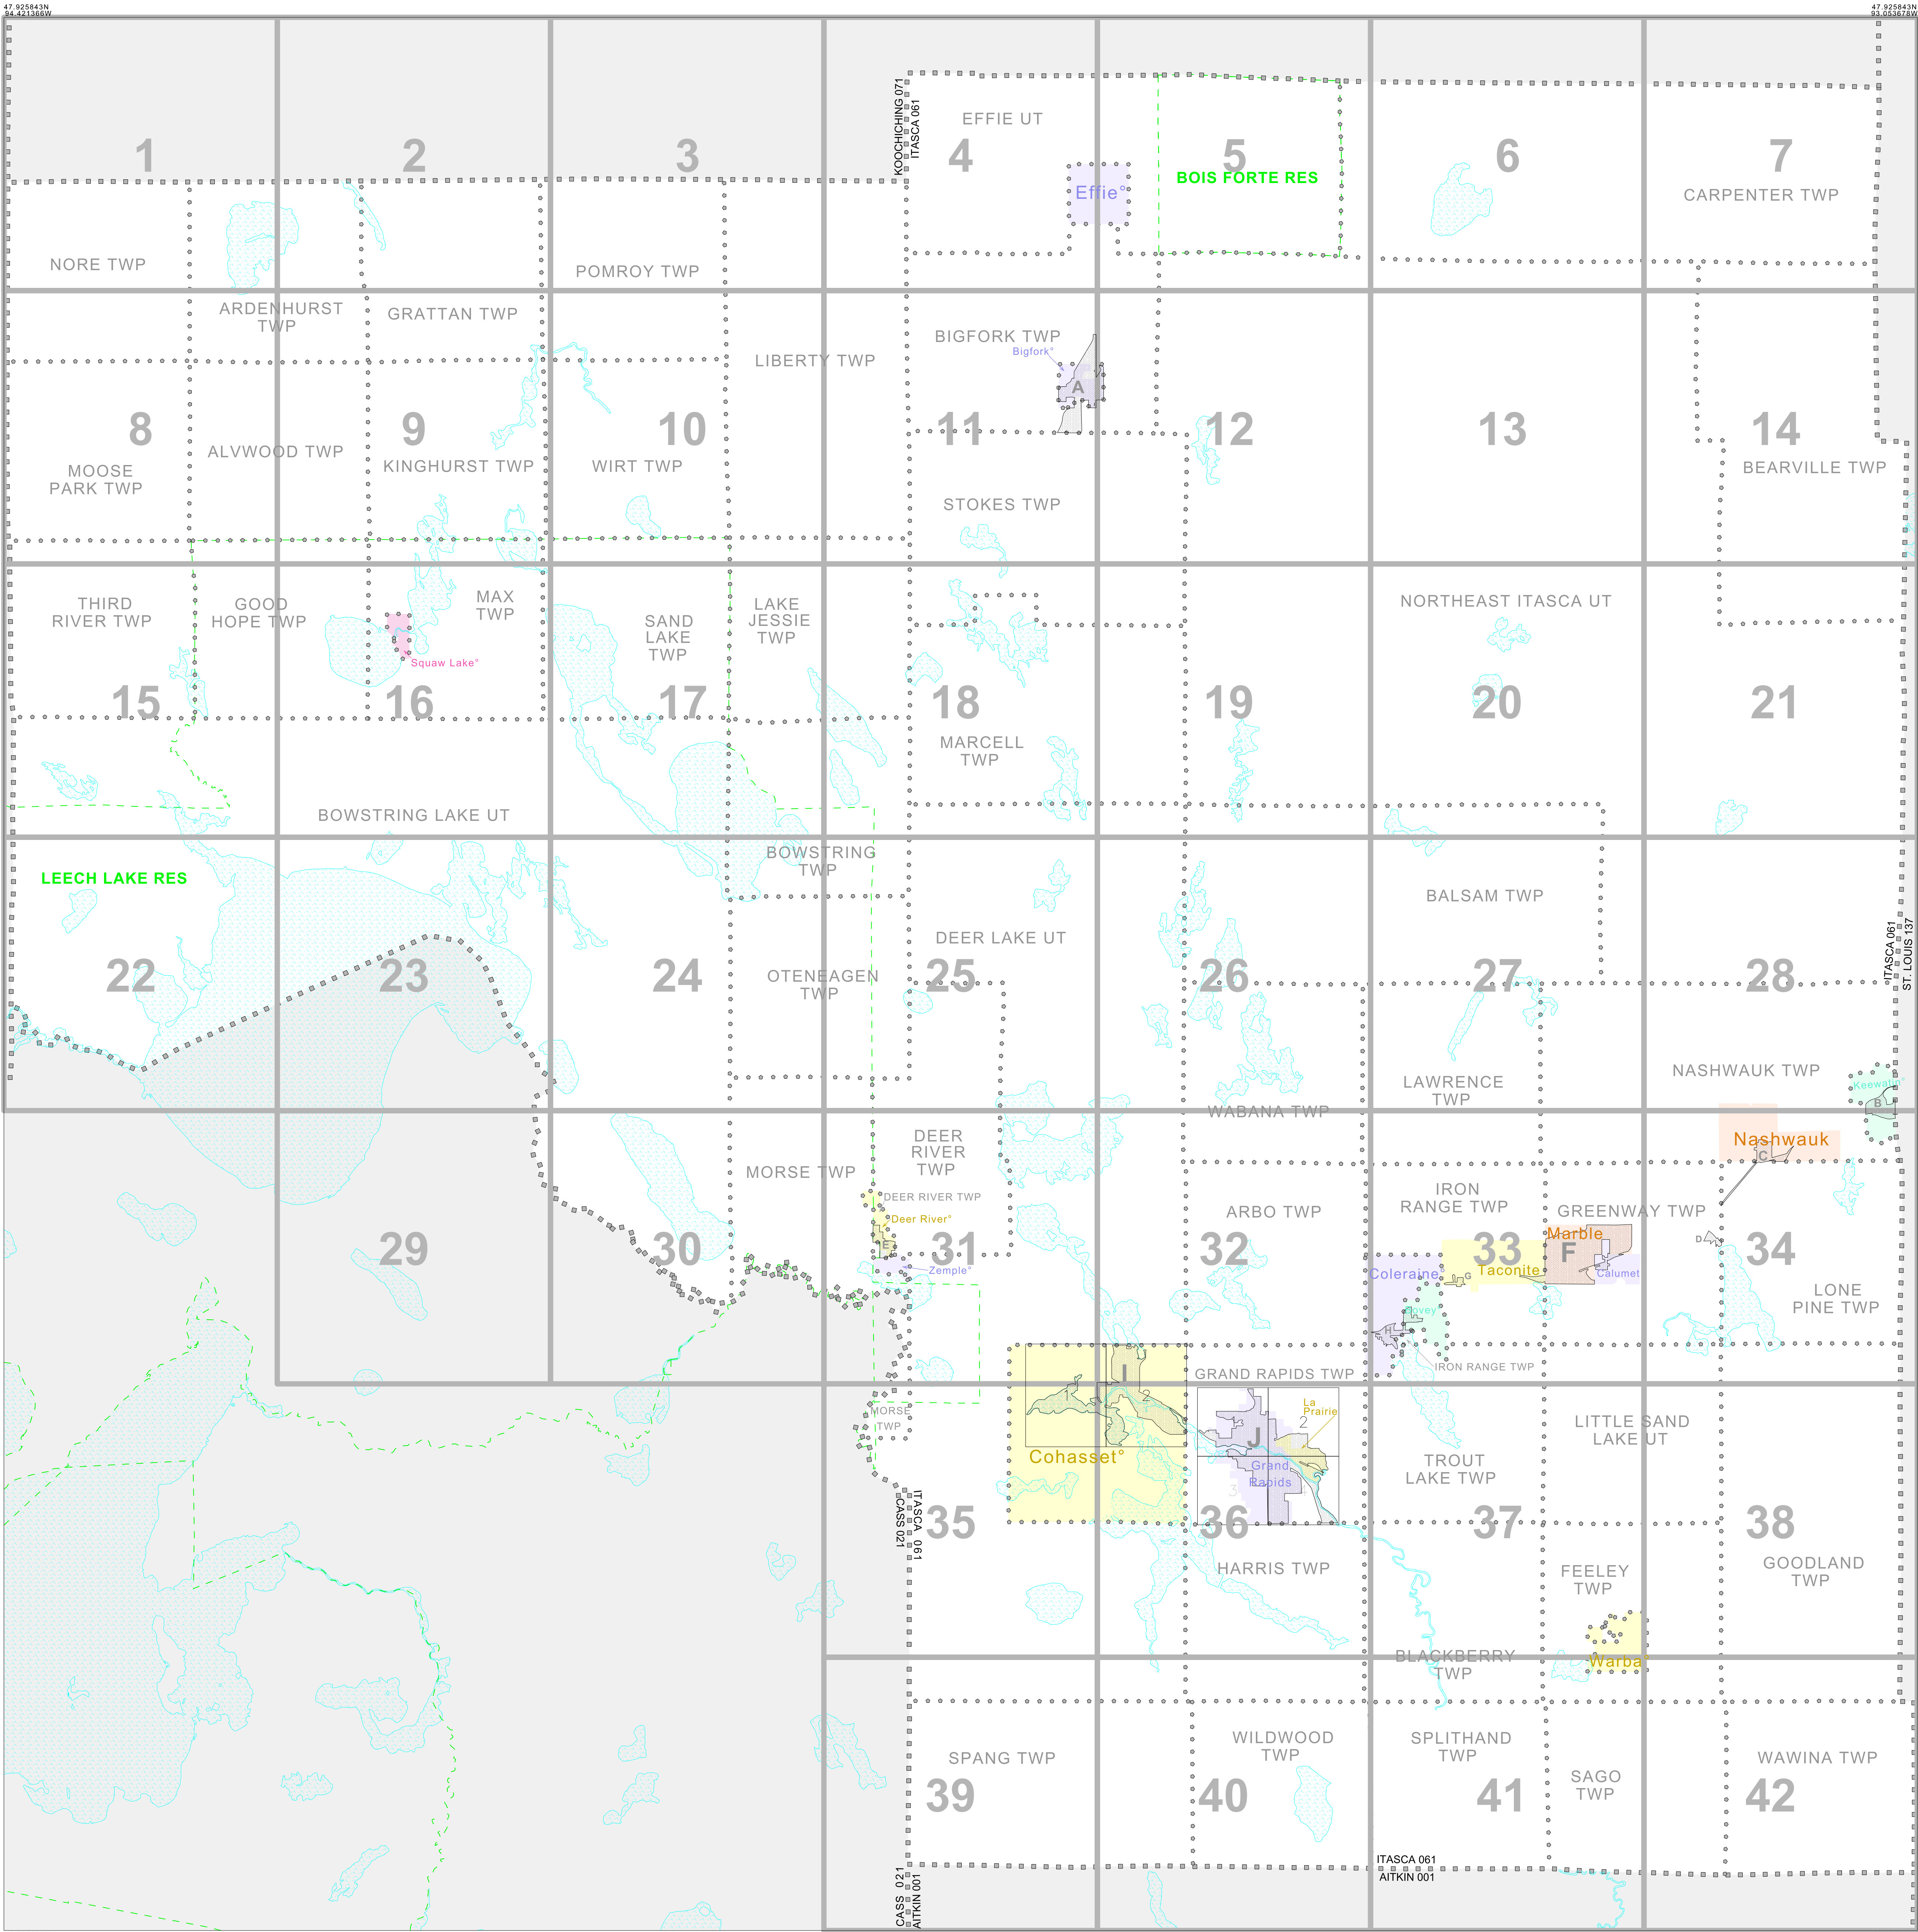 47.925843N
94.421366W
47.925843N
93.053678W
KOOCHICHING 071
ITASCA 061
EFFIE UT
1
2
3
4
5
6
7
BOIS FORTE RES
Effie°
CARPENTER TWP
NORE TWP
POMROY TWP
ARDENHURST
TWP
GRATTAN TWP
BIGFORK TWP
Bigfork°
LIBERTY TWP
A
8
9
10
11
12
13
14
ALVWOOD TWP
KINGHURST TWP
WIRT TWP
MOOSE
PARK TWP
BEARVILLE TWP
STOKES TWP
THIRD
RIVER TWP
GOOD
HOPE TWP
MAX
TWP
SAND
LAKE
TWP
LAKE
JESSIE
TWP
NORTHEAST ITASCA UT
Squaw Lake°
15
16
17
18
19
20
21
MARCELL
TWP
BOWSTRING LAKE UT
BOWSTRING
TWP
LEECH LAKE RES
BALSAM TWP
DEER LAKE UT
ITASCA 061
ST. LOUIS 137
22
23
24
OTENEAGEN
TWP
25
26
27
28
NASHWAUK TWP
LAWRENCE
TWP
Keewatin°
B
WABANA TWP
DEER
RIVER
TWP
MORSE TWP
Nashwauk
C
DEER RIVER TWP
Deer River°
E
IRON
RANGE TWP
ARBO TWP
GREENWAY TWP
Marble
F
D
29
30
31
32
33
34
Zemple°
Coleraine°
G
Taconite
Calumet
LONE
PINE TWP
Bovey
H
IRON RANGE TWP
GRAND RAPIDS TWP
I
1
2
MORSE
TWP
La
Prairie
2
J
LITTLE SAND
LAKE UT
Cohasset°
Grand
Rapids
3
TROUT
LAKE TWP
CASS 021
ITASCA 061
35
36
37
38
HARRIS TWP
FEELEY
TWP
GOODLAND
TWP
BLACKBERRY
TWP
Warba°
SPANG TWP
WILDWOOD
TWP
SPLITHAND
TWP
SAGO
TWP
WAWINA TWP
39
40
41
42
ITASCA 061
AITKIN 001
CASS 021
AITKIN 001